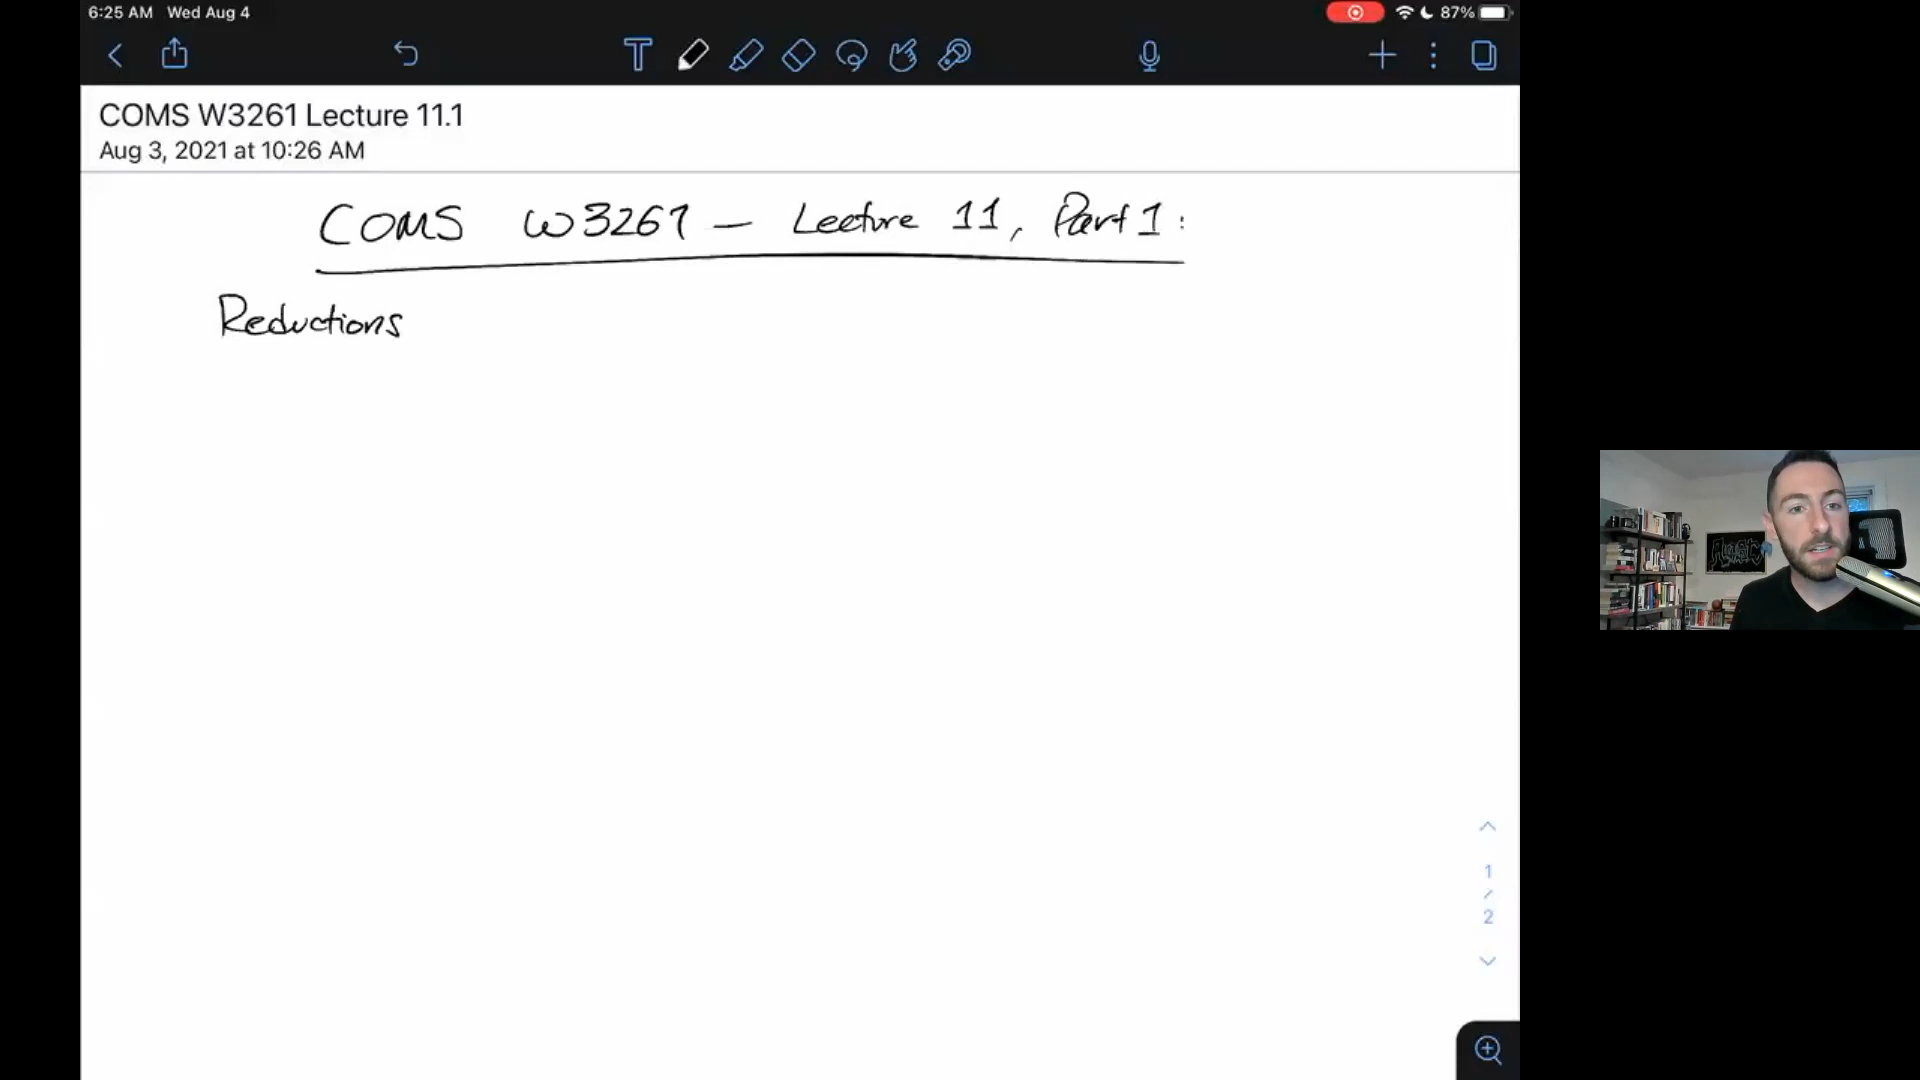 6:25 AM Wed Aug 4 87%
T
COMS W3261 Lecture 11.1
Aug 3, 2021 at 10:26 AM
COMS W3261 – Lecture 11, Part 1:
Reductions
1
/
2